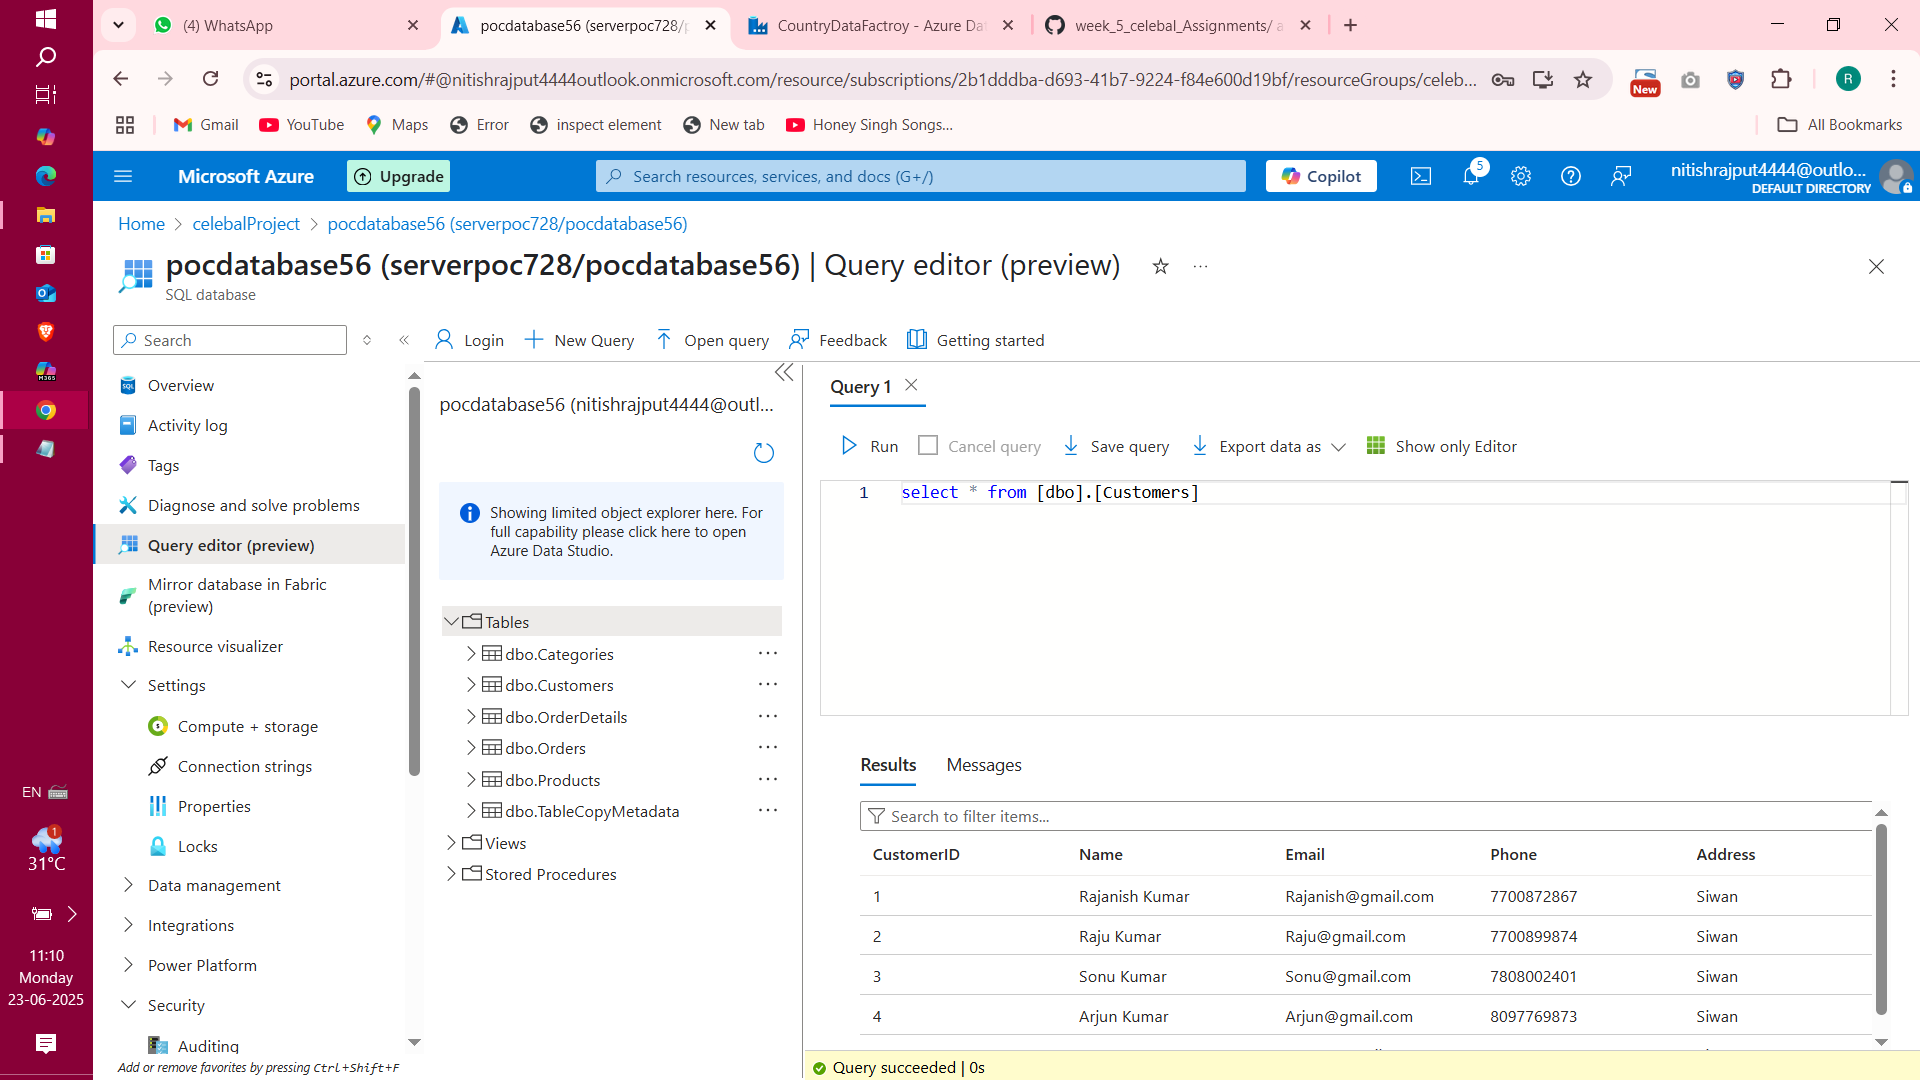 (4) WhatsApp
pocdatabase56 (serverpoc728/p
CountryDataFactroy - Azure Da
week_5_celebal_Assignments/ a
portal.azure.com/#@nitishrajput4444outlook.onmicrosoft.com/resource/subscriptions/2b1dddba-d693-41b7-9224-f84e600d19bf/resourceGroups/celeb...
New
R
Gmail
YouTube
Maps
Error
inspect element
New tab
Honey Singh Songs...
All Bookmarks
Microsoft Azure
Upgrade
Search resources, services, and docs (G+/)
Copilot
5
nitishrajput4444@outlo...
DEFAULT DIRECTORY
Home > celebalProject > pocdatabase56 (serverpoc728/pocdatabase56)
pocdatabase56 (serverpoc728/pocdatabase56) | Query editor (preview)
SQL database
Search
Login
New Query
Open query
Feedback
Getting started
Overview
Activity log
Tags
Diagnose and solve problems
Query editor (preview)
Mirror database in Fabric
(preview)
Resource visualizer
Settings
Compute + storage
Connection strings
Properties
Locks
Data management
Integrations
Power Platform
Security
Auditing
Add or remove favorites by pressing Ctrl+Shift+F
pocdatabase56 (nitishrajput4444@outl...
Showing limited object explorer here. For
full capability please click here to open
Azure Data Studio.
Tables
dbo.Categories
dbo.Customers
dbo.OrderDetails
dbo.Orders
dbo.Products
dbo.TableCopyMetadata
Views
Stored Procedures
Query 1
Run
Cancel query
Save query
Export data as
Show only Editor
1 select * from [dbo].[Customers]
Results
Messages
Search to filter items...
CustomerID Name Email Phone Address
1 Rajanish Kumar Rajanish@gmail.com 7700872867 Siwan
2 Raju Kumar Raju@gmail.com 7700899874 Siwan
3 Sonu Kumar Sonu@gmail.com 7808002401 Siwan
4 Arjun Kumar Arjun@gmail.com 8097769873 Siwan
Query succeeded | 0s
M365
EN
1
31°C
11:10
Monday
23-06-2025